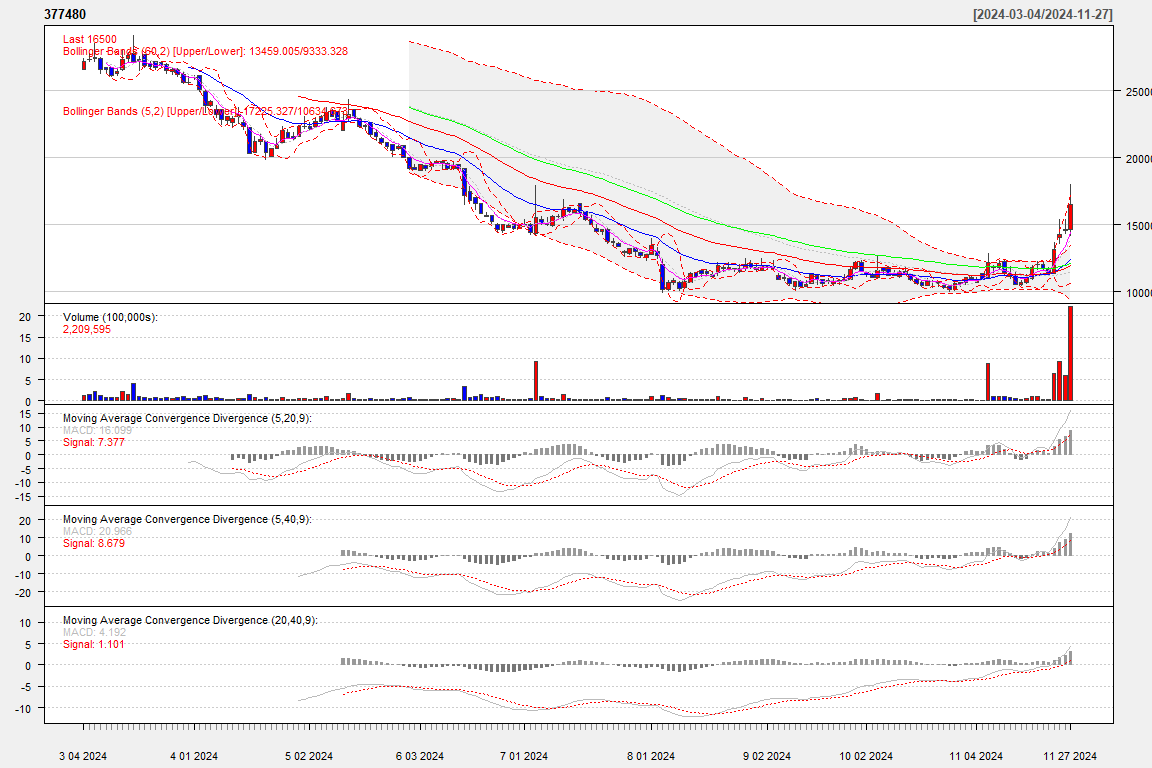 377480 [2024-03-04/2024-11-27]
Last 16500
Bollinger Bands (60,2) [Upper/Lower]: 13459.005/9333.328
Bollinger Bands (5,2) [Upper/Lower]: 17235.327/10634.673
25000
20000
15000
10000
Volume (100,000s):
2,209,595
20
15
10
5
0
Moving Average Convergence Divergence (5,20,9):
MACD: 16.099
Signal: 7.377
15
10
5
0
-5
-10
-15
Moving Average Convergence Divergence (5,40,9):
MACD: 20.966
Signal: 8.679
20
10
0
-10
-20
Moving Average Convergence Divergence (20,40,9):
MACD: 4.192
Signal: 1.101
10
5
0
-5
-10
3 04 2024 4 01 2024 5 02 2024 6 03 2024 7 01 2024 8 01 2024 9 02 2024 10 02 2024 11 04 2024 11 27 2024